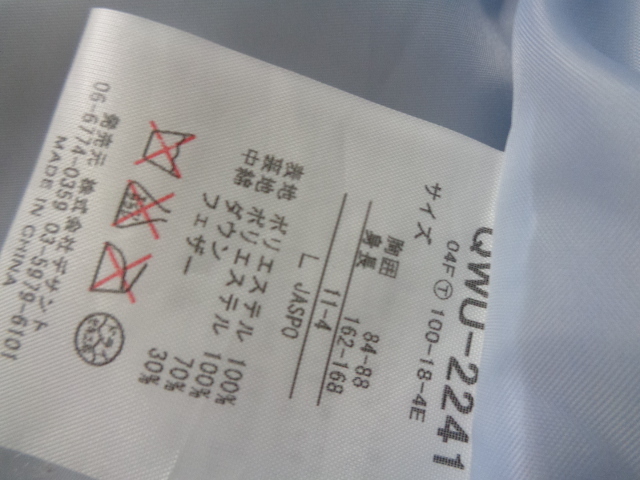 QWU-2241
04F Ⓣ 100-18-4E
サイズ
胸囲 84-88
身長 162-168
11-4
L JASPO
表地 ポリエステル 100%
裏地 ポリエステル 100%
中綿 ダウン 70%
フェザー 30%
発売元 株式会社デサント
06-6774-0359 03-5979-6101
MADE IN CHINA